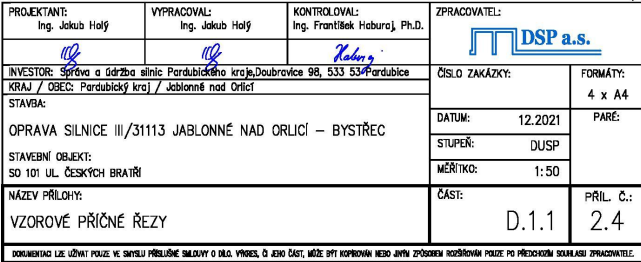 PROJEKTANT:
Ing. Jakub Holý
VYPRACOVAL:
Ing. Jakub Holý
KONTROLOVAL:
Ing. František Haburaj, Ph.D.
ZPRACOVATEL:
DSP a.s.
INVESTOR: Správa a údržba silnic Pardubického kraje,Doubravice 98, 533 53 Pardubice
KRAJ / OBEC: Pardubický kraj / Jablonné nad Orlicí
ČÍSLO ZAKÁZKY:
FORMÁTY:
4 x A4
STAVBA:
OPRAVA SILNICE III/31113 JABLONNÉ NAD ORLICÍ – BYSTŘEC
STAVEBNÍ OBJEKT:
SO 101 UL. ČESKÝCH BRATŘÍ
DATUM:
12.2021
PARÉ:
STUPEŇ:
DUSP
MĚŘÍTKO:
1:50
NÁZEV PŘÍLOHY:
VZOROVÉ PŘÍČNÉ ŘEZY
ČÁST:
D.1.1
PŘÍL. Č.:
2.4
DOKUMENTACI LZE UŽÍVAT POUZE VE SMYSLU PŘÍSLUŠNÉ SMLOUVY O DÍLO. VÝKRES, ČI JEHO ČÁST, MŮŽE BÝT KOPÍROVÁN NEBO JINÝM ZPŮSOBEM ROZŠIŘOVÁN POUZE PO PŘEDCHOZÍM SOUHLASU ZPRACOVATELE.